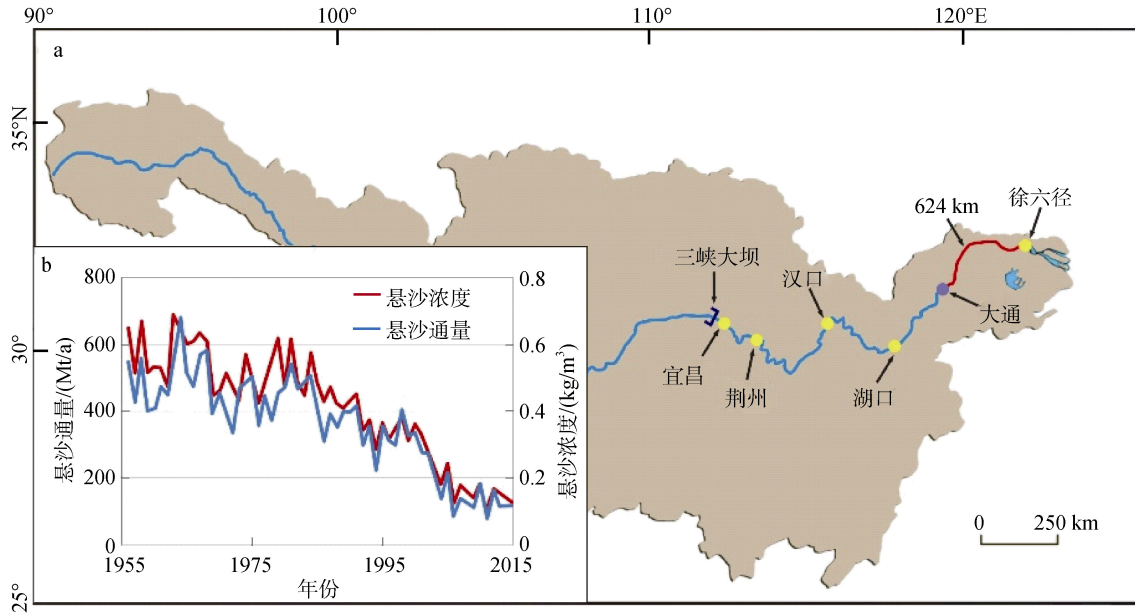 90°
100°
110°
120°E
a
35°N
30°
25°
624 km
徐六径
三峡大坝
汉口
大通
宜昌
荆州
湖口
0 250 km
b
800
600
400
200
0
悬沙通量/(Mt/a)
悬沙浓度
悬沙通量
0.8
0.6
0.4
0.2
0
悬沙浓度/(kg/m³)
1955
1975
1995
2015
年份